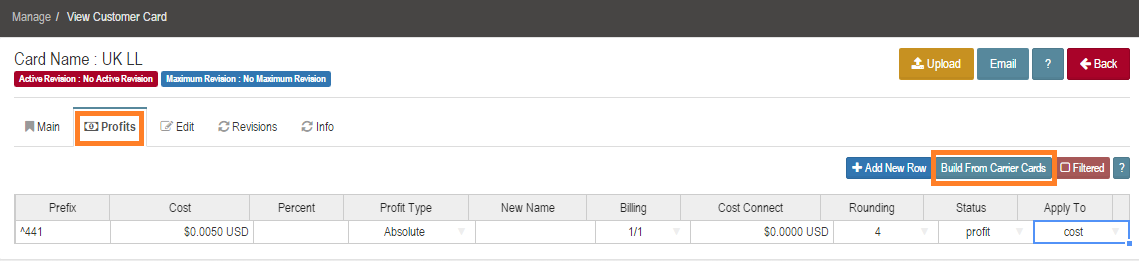 Manage / View Customer Card
Card Name : UK LL
Active Revision : No Active Revision Maximum Revision : No Maximum Revision
Upload Email ? Back
Main Profits Edit Revisions Info
Add New Row Build From Carrier Cards Filtered ?
Prefix Cost Percent Profit Type New Name Billing Cost Connect Rounding Status Apply To
^441 $0.0050 USD Absolute 1/1 $0.0000 USD 4 profit cost